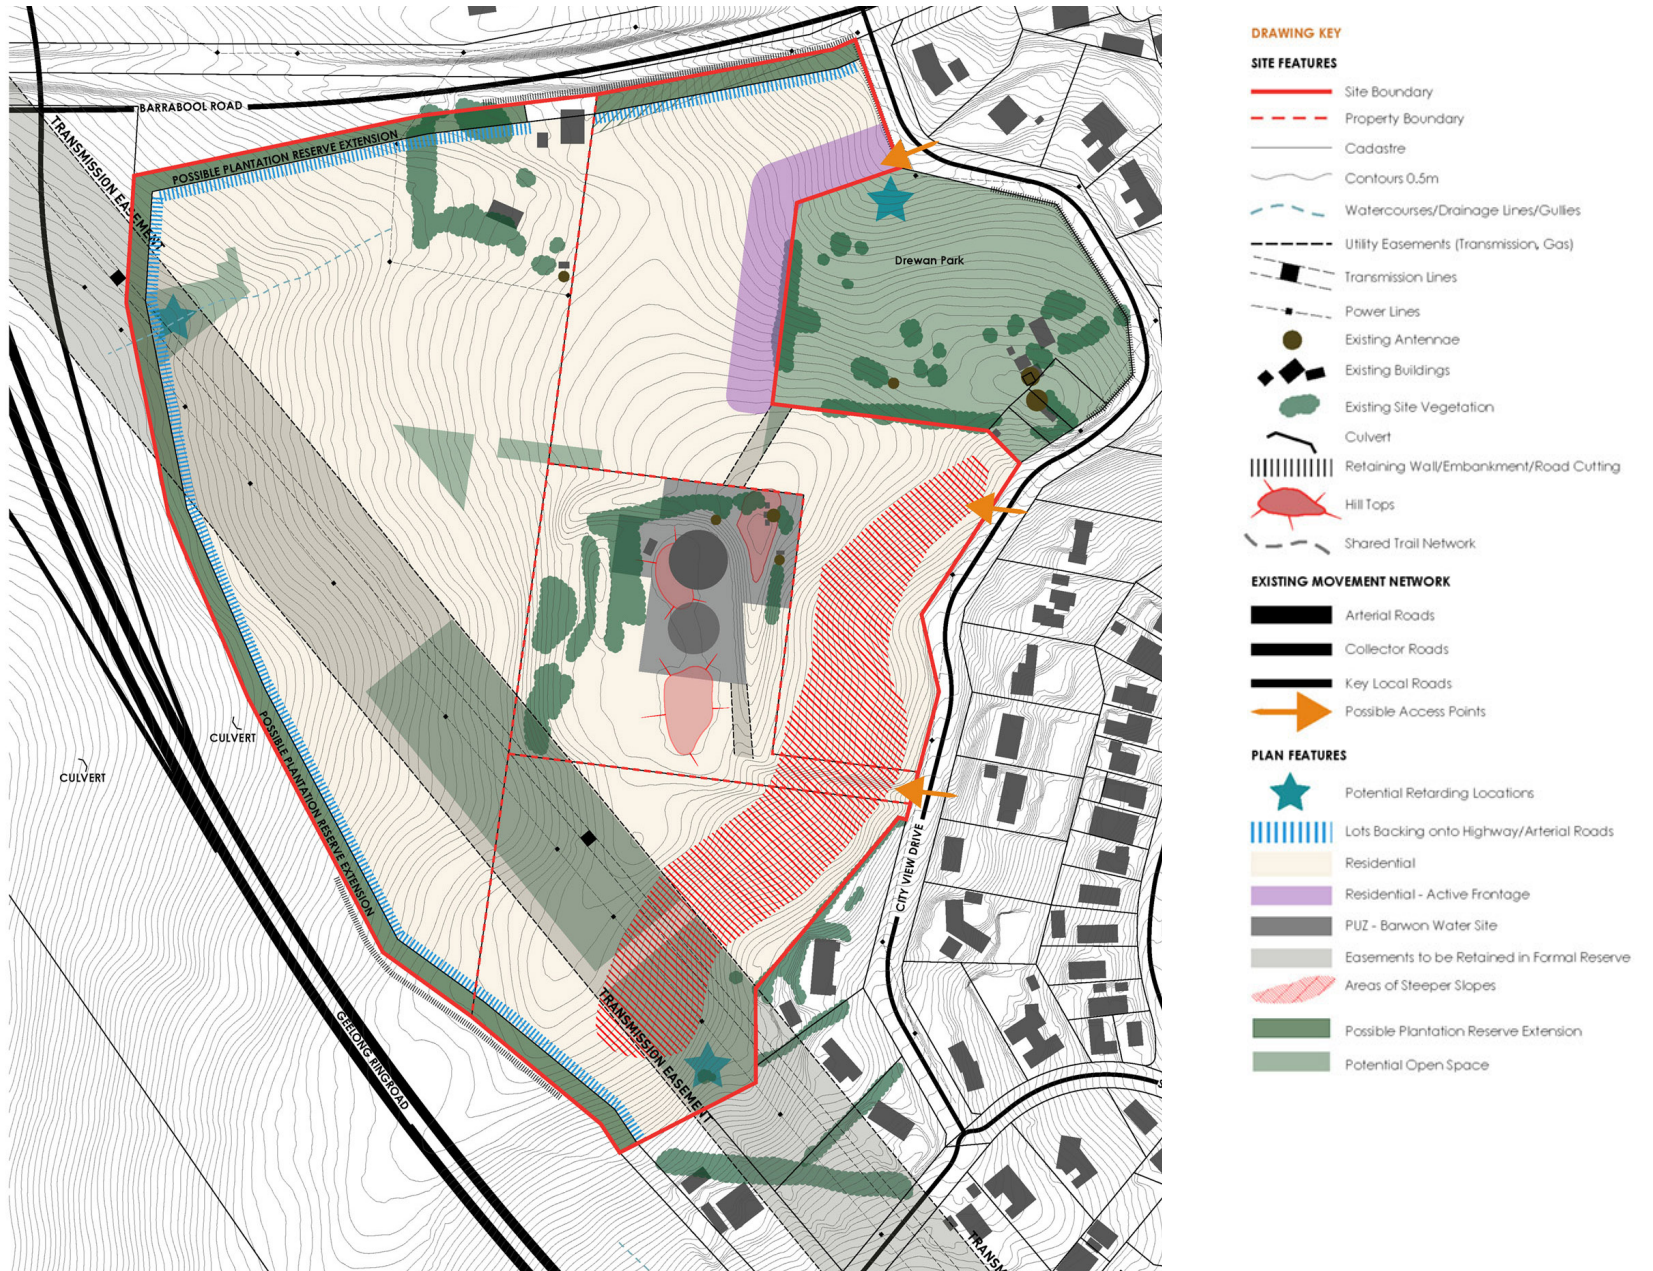 BARRABOOL ROAD
TRANSMISSION EASEMENT
POSSIBLE PLANTATION RESERVE EXTENSION
Drewan Park
CULVERT
CULVERT
POSSIBLE PLANTATION RESERVE EXTENSION
CITY VIEW DRIVE
GEELONG RINGROAD
TRANSMISSION EASEMENT
TRANSM
DRAWING KEY
SITE FEATURES
Site Boundary
Property Boundary
Cadastre
Contours 0.5m
Watercourses/Drainage Lines/Gullies
Utility Easements (Transmission, Gas)
Transmission Lines
Power Lines
Existing Antennae
Existing Buildings
Existing Site Vegetation
Culvert
Retaining Wall/Embankment/Road Cutting
Hill Tops
Shared Trail Network
EXISTING MOVEMENT NETWORK
Arterial Roads
Collector Roads
Key Local Roads
Possible Access Points
PLAN FEATURES
Potential Retarding Locations
Lots Backing onto Highway/Arterial Roads
Residential
Residential - Active Frontage
PUZ - Barwon Water Site
Easements to be Retained in Formal Reserve
Areas of Steeper Slopes
Possible Plantation Reserve Extension
Potential Open Space